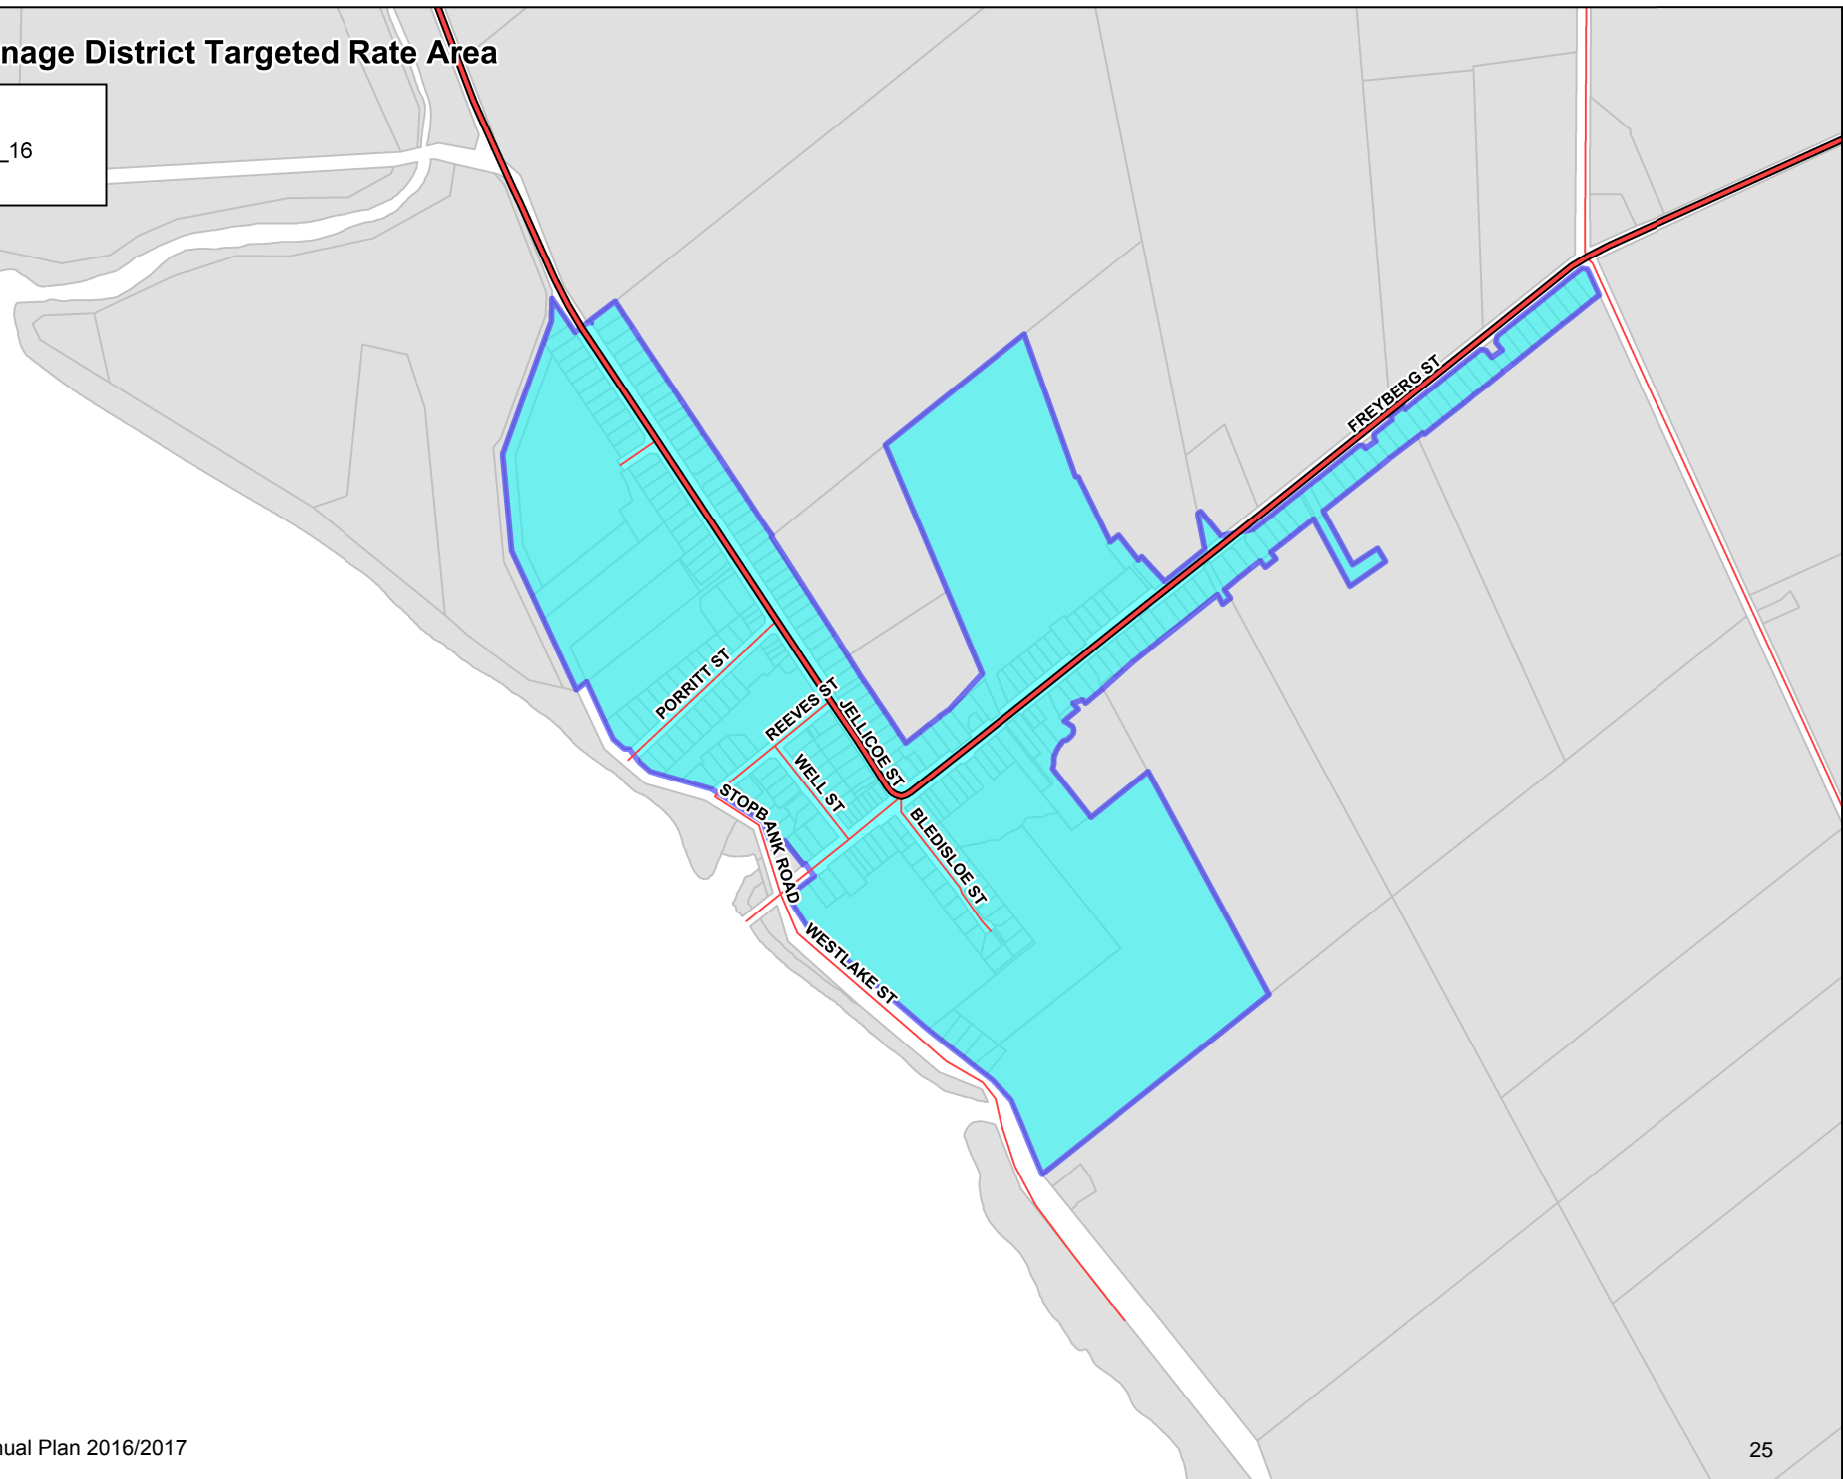 nage District Targeted Rate Area
_16
FREYBERG ST
PORRITT ST
REEVES ST
JELLICOE ST
WELL ST
STOPBANK ROAD
BLEDISLOE ST
WESTLAKE ST
nual Plan 2016/2017
25